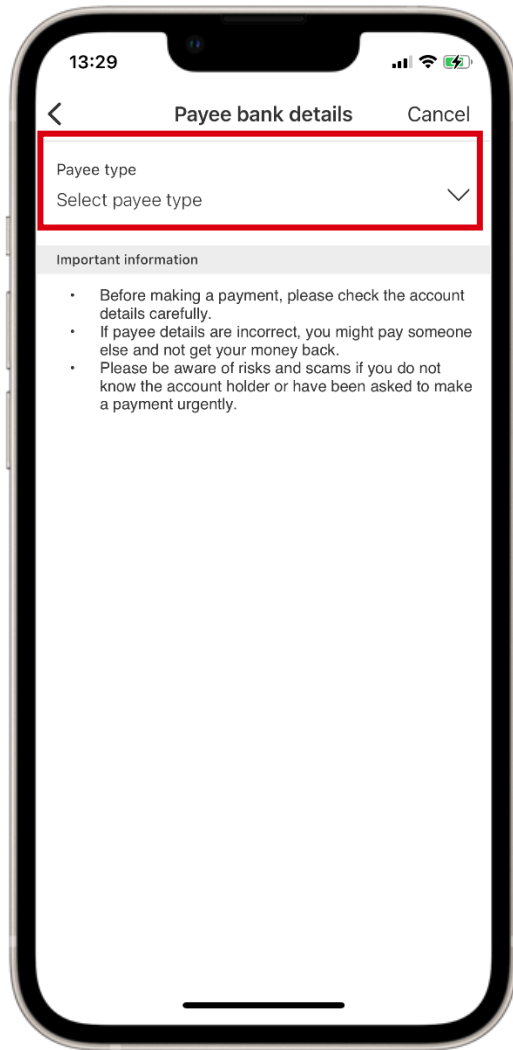 13:29
Payee bank details
Cancel
Payee type
Select payee type
Important information
• Before making a payment, please check the account
details carefully.
• If payee details are incorrect, you might pay someone
else and not get your money back.
• Please be aware of risks and scams if you do not
know the account holder or have been asked to make
a payment urgently.